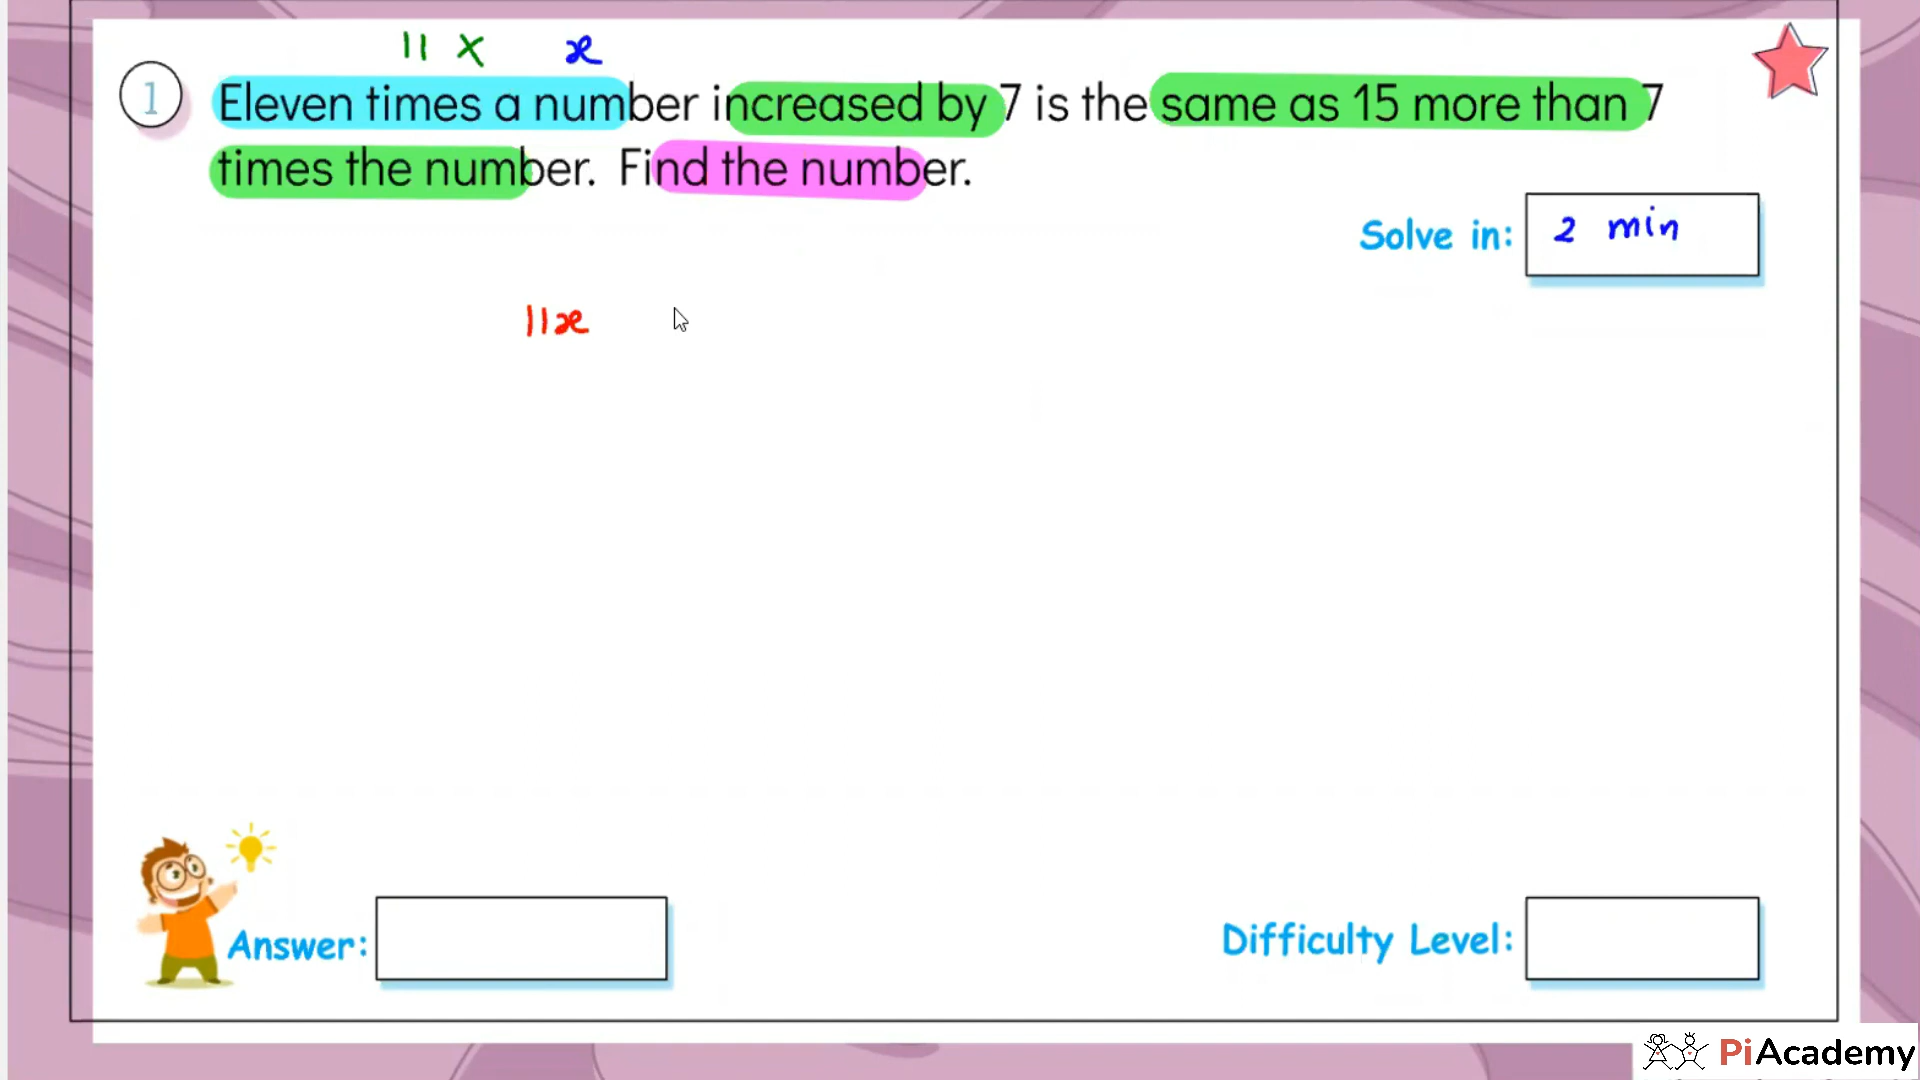 11 × x
1 Eleven times a number increased by 7 is the same as 15 more than 7
times the number. Find the number.
Solve in: 2 min
11x
Answer:
Difficulty Level:
PiAcademy